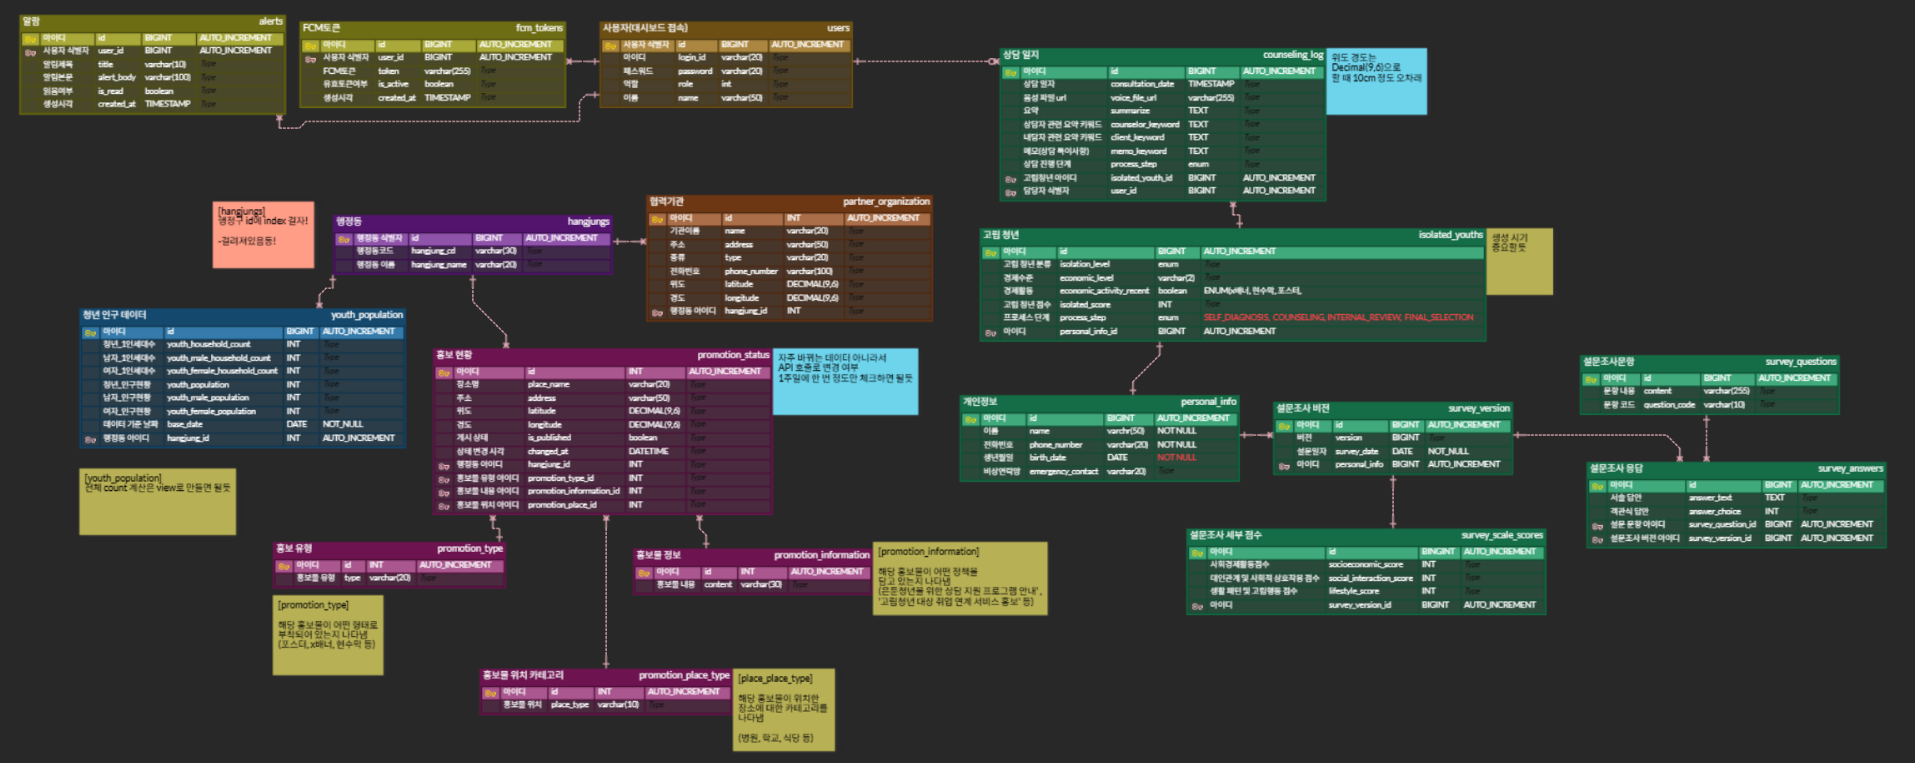 알람 alerts
아이디 id BIGINT AUTO_INCREMENT
사용자 식별자 user_id BIGINT AUTO_INCREMENT
알림제목 title varchar(10) Type
알림본문 alert_body varchar(100) Type
읽음여부 is_read boolean Type
생성시각 created_at TIMESTAMP Type
FCM토큰 fcm_tokens
아이디 id BIGINT AUTO_INCREMENT
사용자 식별자 user_id BIGINT AUTO_INCREMENT
FCM토큰 token varchar(255) Type
유효토큰여부 is_active boolean Type
생성시각 created_at TIMESTAMP Type
사용자(대시보드 접속) users
사용자 식별자 id BIGINT AUTO_INCREMENT
아이디 login_id varchar(20) Type
패스워드 password varchar(20) Type
역할 role int Type
이름 name varchar(50) Type
상담 일지 counseling_log
아이디 id BIGINT AUTO_INCREMENT
상담 일자 consultation_date TIMESTAMP Type
음성 파일 url voice_file_url varchar(255) Type
요약 summarize TEXT Type
상담자 관련 요약 키워드 counselor_keyword TEXT Type
내담자 관련 요약 키워드 client_keyword TEXT Type
메모(상담 특이사항) memo_keyword TEXT Type
상담 진행 단계 process_step enum Type
고립청년 아이디 isolated_youth_id BIGINT AUTO_INCREMENT
담당자 식별자 user_id BIGINT AUTO_INCREMENT
위도 경도는
Decimal(9,6)으로
할 때 10cm 정도 오차래
[hangjungs]
행정구 id에 index 걸자!
-걸려져있음둥!
행정동 hangjungs
행정동 식별자 id BIGINT AUTO_INCREMENT
행정동코드 hangjung_cd varchar(20) Type
행정동 이름 hangjung_name varchar(20) Type
협력기관 partner_organization
아이디 id INT AUTO_INCREMENT
기관이름 name varchar(20) Type
주소 address varchar(50) Type
종류 type varchar(20) Type
전화번호 phone_number varchar(100) Type
위도 latitude DECIMAL(9,6) Type
경도 longitude DECIMAL(9,6) Type
행정동 아이디 hangjung_id INT Type
고립 청년 isolated_youths
아이디 id BIGINT AUTO_INCREMENT
고립 청년 분류 isolation_level enum Type
경제수준 economic_level varchar(2) Type
경제활동 economic_activity_recent boolean ENUM(x배너, 현수막, 포스터,
고립 청년 점수 isolated_score INT Type
프로세스 단계 process_step enum SELF_DIAGNOSIS, COUNSELING, INTERNAL_REVIEW, FINAL_SELECTION
아이디 personal_info_id BIGINT AUTO_INCREMENT
생성 시기
중요할듯
청년 인구 데이터 youth_population
아이디 id BIGINT AUTO_INCREMENT
청년_1인세대수 youth_household_count INT Type
남자_1인세대수 youth_male_household_count INT Type
여자_1인세대수 youth_female_household_count INT Type
청년_인구현황 youth_population INT Type
남자_인구현황 youth_male_population INT Type
여자_인구현황 youth_female_population INT Type
데이터 기준 날짜 base_date DATE NOT_NULL
행정동 아이디 hangjung_id INT AUTO_INCREMENT
[youth_population]
전체 count 계산은 view로 만들면 될듯
홍보 현황 promotion_status
아이디 id INT AUTO_INCREMENT
장소명 place_name varchar(20) Type
주소 address varchar(50) Type
위도 latitude DECIMAL(9,6) Type
경도 longitude DECIMAL(9,6) Type
게시 상태 is_published boolean Type
상태 변경 시각 changed_at DATETIME Type
행정동 아이디 hangjung_id INT Type
홍보물 유형 아이디 promotion_type_id INT Type
홍보물 내용 아이디 promotion_information_id INT Type
홍보물 위치 아이디 promotion_place_id INT Type
자주 바뀌는 데이터 아니라서
API 호출로 변경 여부
1주일에 한 번 정도만 체크하면 될듯
개인정보 personal_info
아이디 id BIGINT AUTO_INCREMENT
이름 name varchr(50) NOT NULL
전화번호 phone_number varchar(20) NOT NULL
생년월일 birth_date DATE NOT NULL
비상연락망 emergency_contact varchar20) Type
설문조사 버전 survey_version
아이디 id BIGINT AUTO_INCREMENT
버전 version BIGINT Type
설문일자 survey_date DATE NOT_NULL
아이디 personal_info BIGINT AUTO_INCREMENT
설문조사문항 survey_questions
아이디 id BIGINT AUTO_INCREMENT
문항 내용 content varchar(255) Type
문항 코드 question_code varchar(10) Type
설문조사 응답 survey_answers
아이디 id BIGINT AUTO_INCREMENT
서술 답안 answer_text TEXT Type
객관식 답안 answer_choice INT Type
설문 문항 아이디 survey_question_id BIGINT AUTO_INCREMENT
설문조사 버전 아이디 survey_version_id BIGINT AUTO_INCREMENT
설문조사 세부 점수 survey_scale_scores
아이디 id BINGINT AUTO_INCREMENT
사회경제활동점수 socioeconomic_score INT Type
대인관계 및 사회적 상호작용 점수 social_interaction_score INT Type
생활 패턴 및 고립행동 점수 lifestyle_score INT Type
아이디 survey_version_id BIGINT AUTO_INCREMENT
홍보 유형 promotion_type
아이디 id INT AUTO_INCREMENT
홍보물 유형 type varchar(20) Type
[promotion_type]
해당 홍보물이 어떤 형태로
부착되어 있는지 나타냄
(포스터, x배너, 현수막 등)
홍보물 정보 promotion_information
아이디 id INT AUTO_INCREMENT
홍보물 내용 content varchar(30) Type
[promotion_information]
해당 홍보물이 어떤 정책을
담고 있는지 나타냄
(은둔청년을 위한 상담 지원 프로그램 안내',
'고립청년 대상 취업 연계 서비스 홍보' 등)
홍보물 위치 카테고리 promotion_place_type
아이디 id INT AUTO_INCREMENT
홍보물 위치 place_type varchar(10) Type
[place_place_type]
해당 홍보물이 위치한
장소에 대한 카테고리를
나타냄
(병원, 학교, 식당 등)